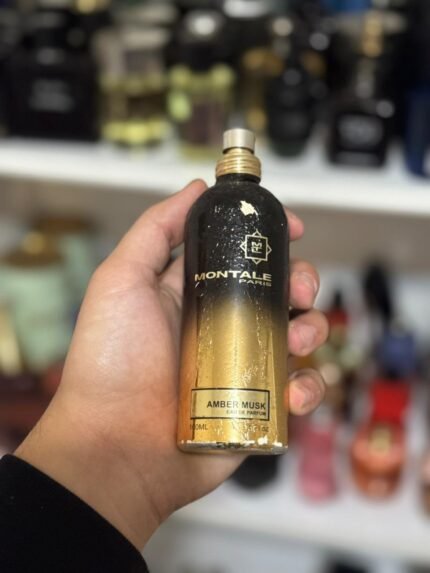 MONTALE
PARIS
AMBER MUSK
EAU DE PARFUM